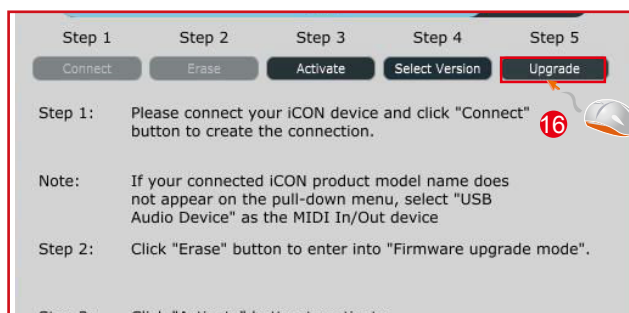 Step 1 Step 2 Step 3 Step 4 Step 5
Connect Erase Activate Select Version Upgrade
Step 1: Please connect your iCON device and click "Connect"
button to create the connection.
16
Note: If your connected iCON product model name does
not appear on the pull-down menu, select "USB
Audio Device" as the MIDI In/Out device
Step 2: Click "Erase" button to enter into "Firmware upgrade mode".